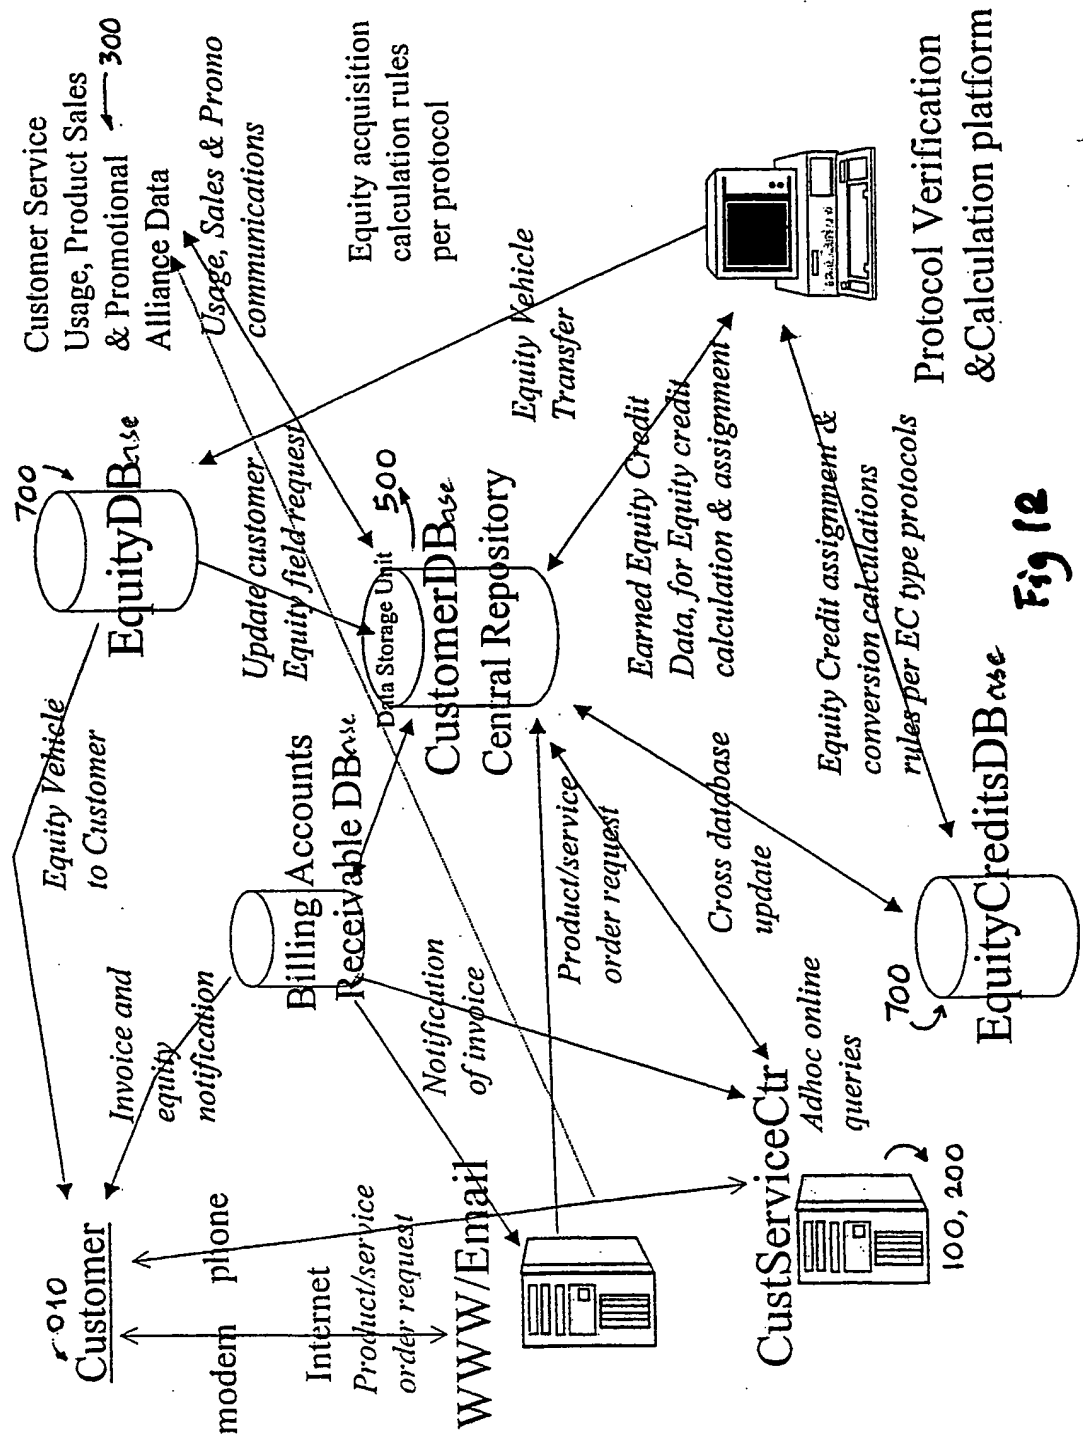 010
Customer
modem
phone
Internet
Product/service
order request
WWW/Email
CustServiceCtr
100, 200
Adhoc online
queries
Invoice and
equity
notification
Equity Vehicle
to Customer
Notification
of invoice
Billing Accounts
Receivable DBase
Product/service
order request
Cross database
update
700
EquityCreditsDBase
700
EquityDBase
Update customer
Equity field request
Data Storage Unit
500
CustomerDBase
Central Repository
Equity Vehicle
Transfer
Earned Equity Credit
Data, for Equity credit
calculation & assignment
Equity Credit assignment &
conversion calculations
rules per EC type protocols
Customer Service
Usage, Product Sales
& Promotional
Alliance Data
300
Usage, Sales & Promo
communications
Equity acquisition
calculation rules
per protocol
Protocol Verification
&Calculation platform
Fig 12